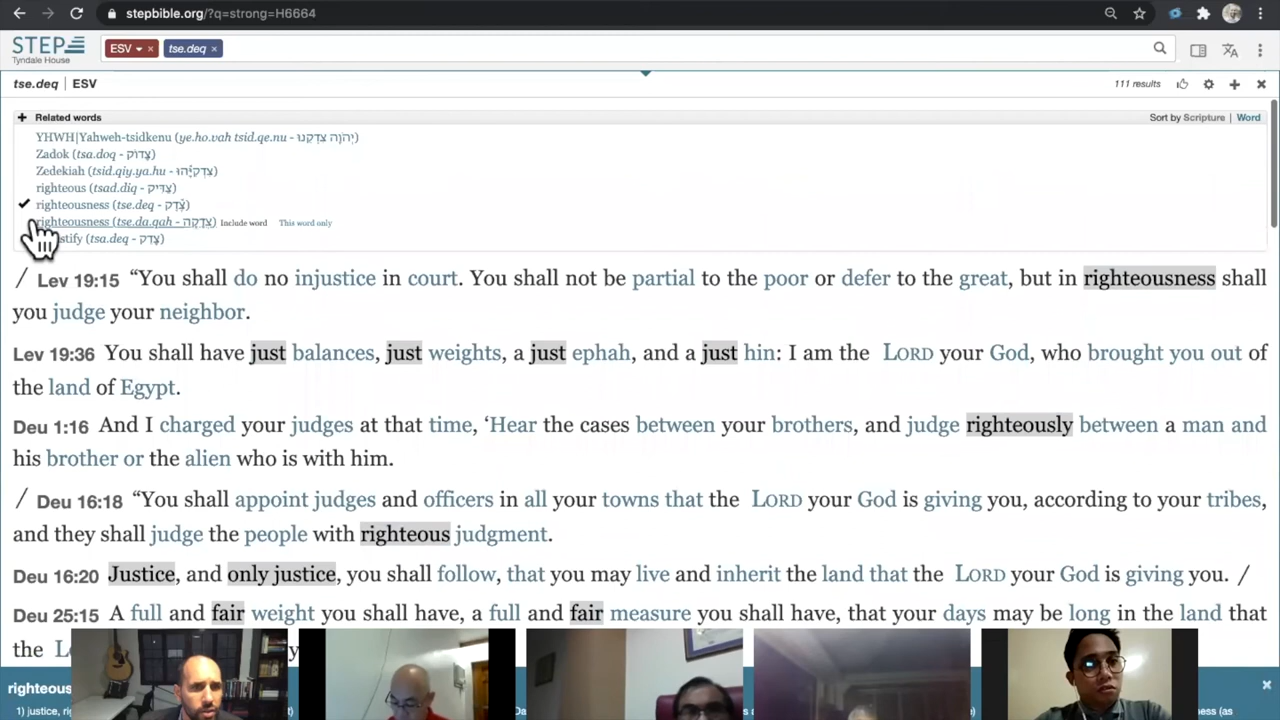 stepbible.org/?q=strong=H6664
STEP
Tyndale House
ESV × tse.deq ×
tse.deq | ESV
111 results
Related words
Sort by Scripture | Word
YHWH|Yahweh-tsidkenu (ye.ho.vah tsid.qe.nu - יְהֹוָה צִדְקֵנוּ)
Zadok (tsa.doq - צָדוֹק)
Zedekiah (tsid.qiy.ya.hu - צִדְקִיָּ֫הוּ)
righteous (tsad.diq - צַדִּיק)
righteousness (tse.deq - צֶ֫דֶק)
righteousness (tse.da.qah - צְדָקָה) Include word This word only
stify (tsa.deq - צָדֵק)
/ Lev 19:15 “You shall do no injustice in court. You shall not be partial to the poor or defer to the great, but in righteousness shall
you judge your neighbor.
Lev 19:36 You shall have just balances, just weights, a just ephah, and a just hin: I am the LORD your God, who brought you out of
the land of Egypt.
Deu 1:16 And I charged your judges at that time, ‘Hear the cases between your brothers, and judge righteously between a man and
his brother or the alien who is with him.
/ Deu 16:18 “You shall appoint judges and officers in all your towns that the LORD your God is giving you, according to your tribes,
and they shall judge the people with righteous judgment.
Deu 16:20 Justice, and only justice, you shall follow, that you may live and inherit the land that the LORD your God is giving you. /
Deu 25:15 A full and fair weight you shall have, a full and fair measure you shall have, that your days may be long in the land that
the L
righteous
1) justice, ri
s (as